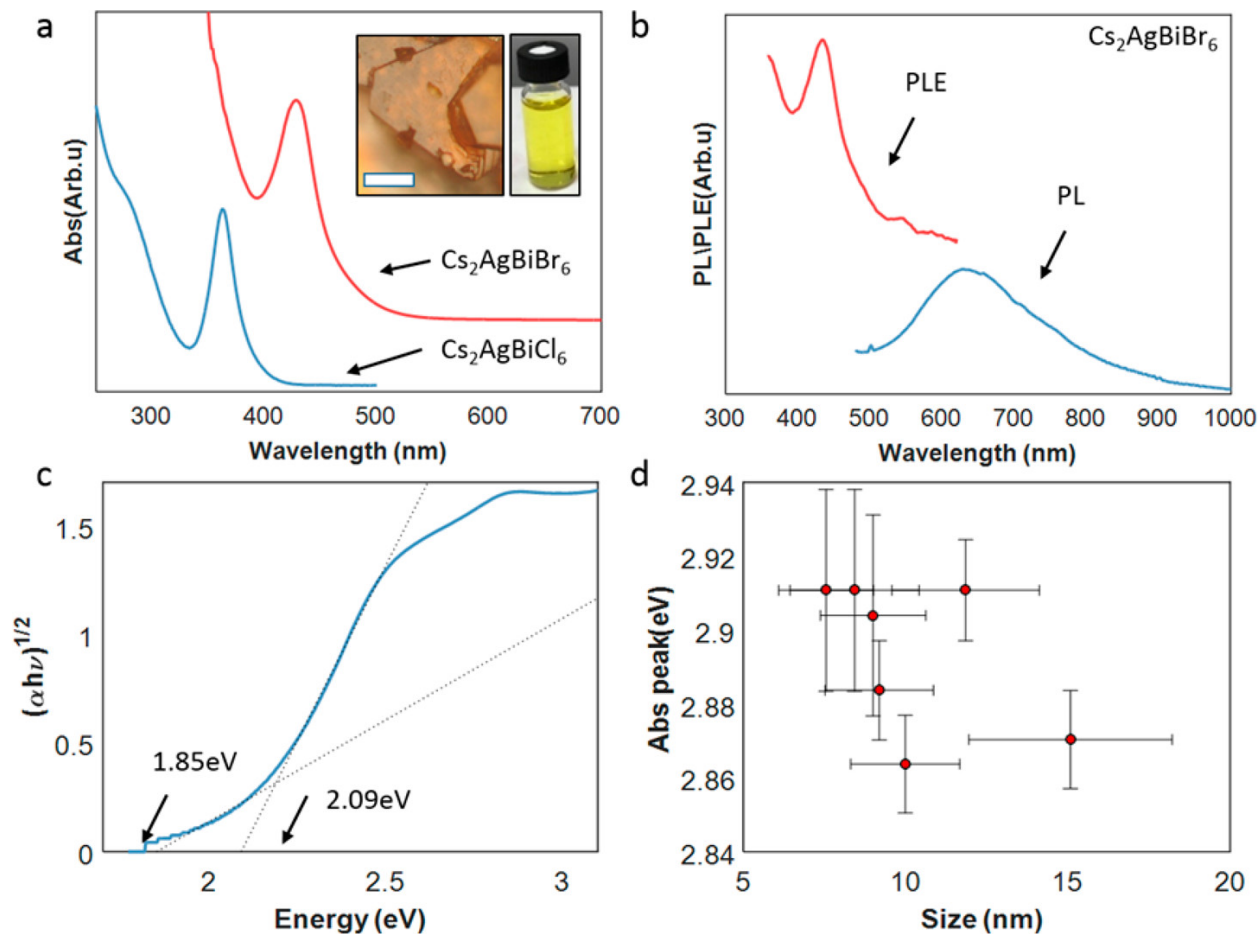 a
Abs(Arb.u)
Cs₂AgBiBr₆
Cs₂AgBiCl₆
300 400 500 600 700
Wavelength (nm)
b
Cs₂AgBiBr₆
PL\PLE(Arb.u)
PLE
PL
300 400 500 600 700 800 900 1000
Wavelength (nm)
c
(αhν)^1/2
1.5
1
0.5
0
1.85eV
2.09eV
2 2.5 3
Energy (eV)
d
Abs peak(eV)
2.94
2.92
2.9
2.88
2.86
2.84
5 10 15 20
Size (nm)